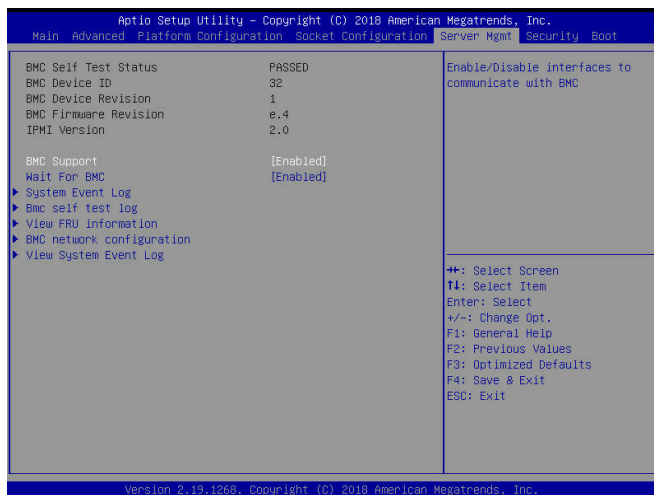 Aptio Setup Utility – Copyright (C) 2018 American Megatrends, Inc.
Main Advanced Platform Configuration Socket Configuration Server Mgmt Security Boot
BMC Self Test Status PASSED
BMC Device ID 32
BMC Device Revision 1
BMC Firmware Revision e.4
IPMI Version 2.0
BMC Support [Enabled]
Wait For BMC [Enabled]
System Event Log
Bmc self test log
View FRU information
BMC network configuration
View System Event Log
Enable/Disable interfaces to
communicate with BMC
→←: Select Screen
↑↓: Select Item
Enter: Select
+/-: Change Opt.
F1: General Help
F2: Previous Values
F3: Optimized Defaults
F4: Save & Exit
ESC: Exit
Version 2.19.1268. Copyright (C) 2018 American Megatrends, Inc.